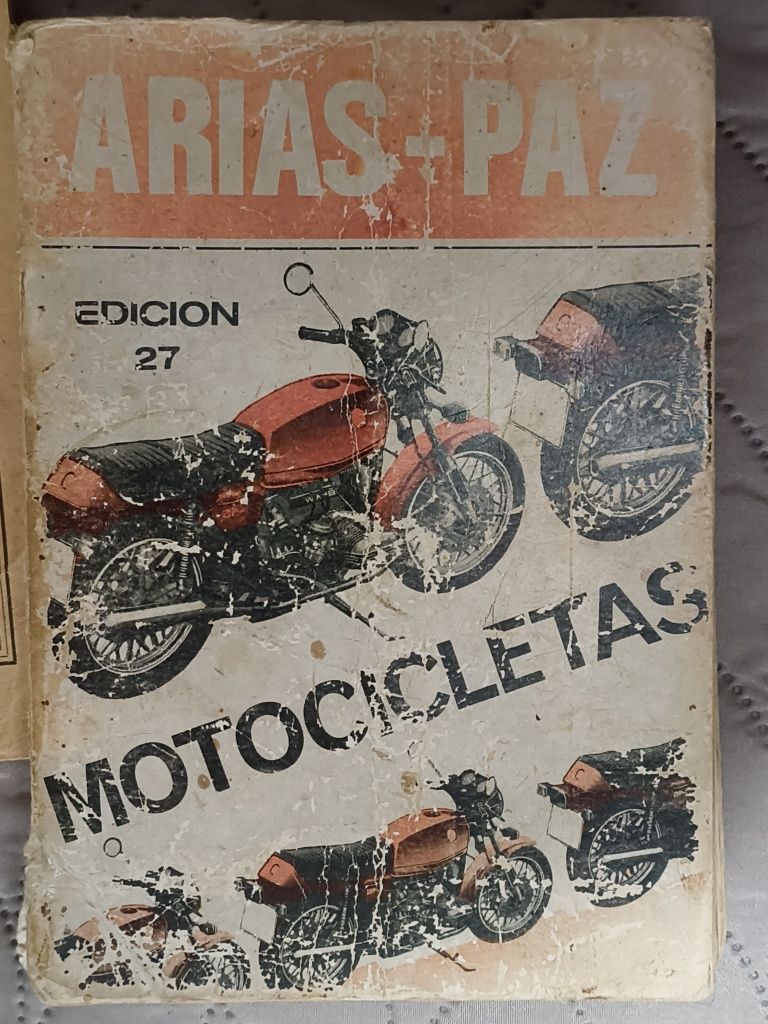 ARIAS-PAZ
EDICION
27
MOTOCICLETAS